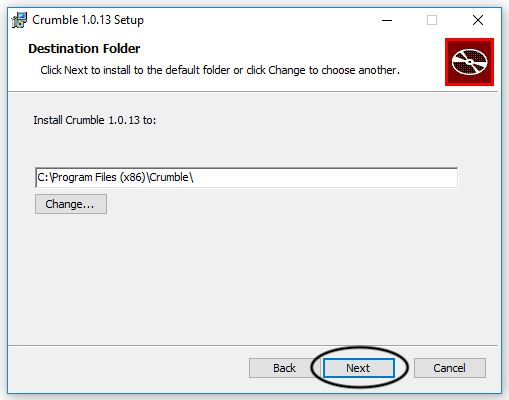 Crumble 1.0.13 Setup
Destination Folder
Click Next to install to the default folder or click Change to choose another.
Install Crumble 1.0.13 to:
C:\Program Files (x86)\Crumble\
Change...
Back Next Cancel